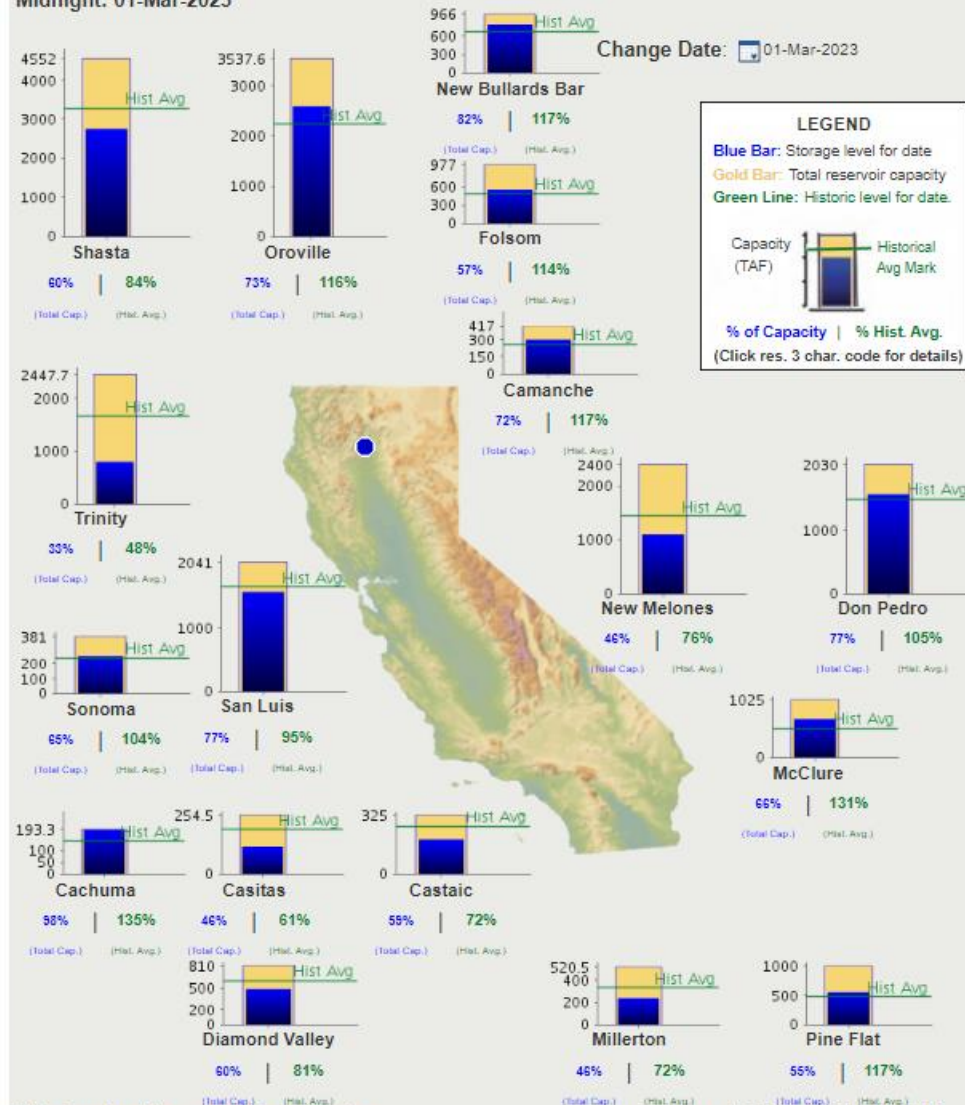 Midnight: 01-Mar-2023
Change Date: 01-Mar-2023
4552
4000
3000
2000
1000
0
Hist Avg
Shasta
60% | 84%
(Total Cap.) (Hist. Avg.)
3537.6
3000
2000
1000
0
Hist Avg
Oroville
73% | 116%
(Total Cap.) (Hist. Avg.)
966
600
300
0
Hist Avg
New Bullards Bar
82% | 117%
(Total Cap.) (Hist. Avg.)
977
600
300
0
Hist Avg
Folsom
57% | 114%
(Total Cap.) (Hist. Avg.)
LEGEND
Blue Bar: Storage level for date
Gold Bar: Total reservoir capacity
Green Line: Historic level for date.
Capacity
(TAF)
Historical
Avg Mark
% of Capacity | % Hist. Avg.
(Click res. 3 char. code for details)
417
300
150
0
Hist Avg
Camanche
72% | 117%
(Total Cap.) (Hist. Avg.)
2447.7
2000
1000
0
Hist Avg
Trinity
33% | 48%
(Total Cap.) (Hist. Avg.)
2400
2000
1000
0
Hist Avg
New Melones
46% | 76%
(Total Cap.) (Hist. Avg.)
2030
1000
0
Hist Avg
Don Pedro
77% | 105%
(Total Cap.) (Hist. Avg.)
381
200
100
0
Hist Avg
Sonoma
65% | 104%
(Total Cap.) (Hist. Avg.)
2041
1000
0
Hist Avg
San Luis
77% | 95%
(Total Cap.) (Hist. Avg.)
1025
0
Hist Avg
McClure
66% | 131%
(Total Cap.) (Hist. Avg.)
193.3
100
50
0
Hist Avg
Cachuma
98% | 135%
(Total Cap.) (Hist. Avg.)
254.5
200
0
Hist Avg
Casitas
46% | 61%
(Total Cap.) (Hist. Avg.)
325
0
Hist Avg
Castaic
59% | 72%
(Total Cap.) (Hist. Avg.)
810
500
200
0
Hist Avg
Diamond Valley
60% | 81%
(Total Cap.) (Hist. Avg.)
520.5
400
200
0
Hist Avg
Millerton
46% | 72%
(Total Cap.) (Hist. Avg.)
1000
500
0
Hist Avg
Pine Flat
55% | 117%
(Total Cap.) (Hist. Avg.)